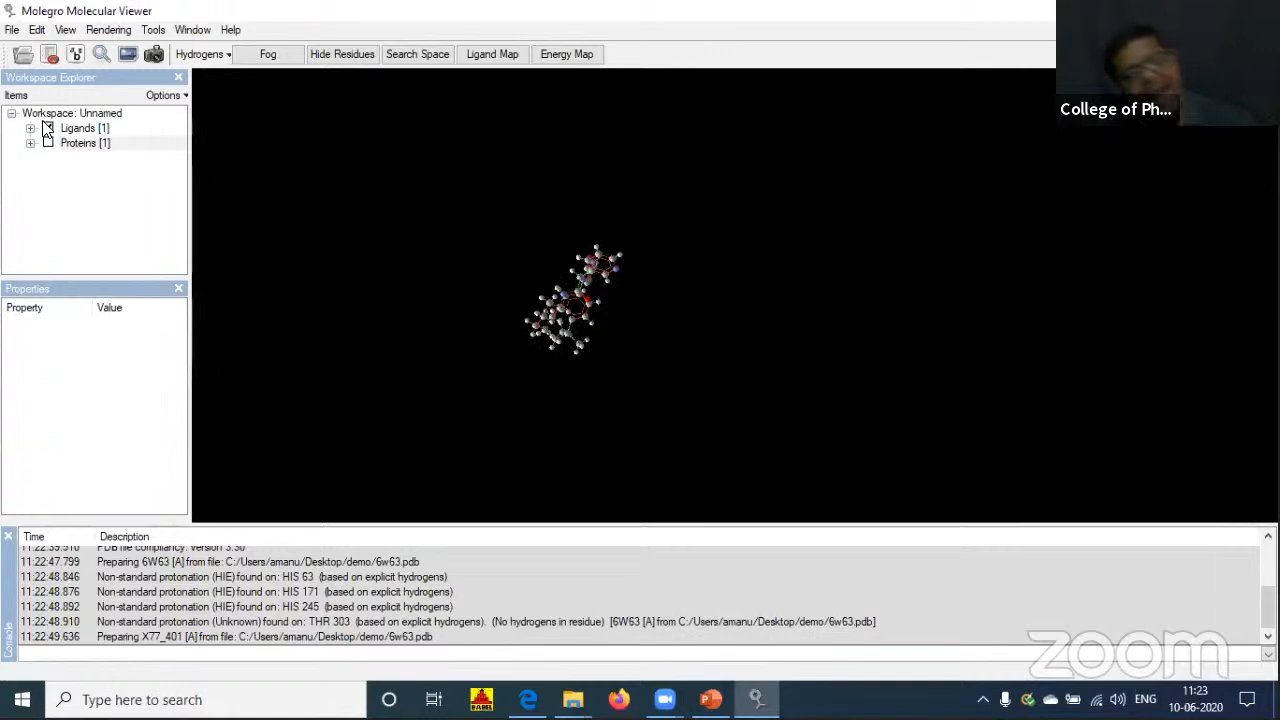 Molegro Molecular Viewer
File Edit View Rendering Tools Window Help
Hydrogens Fog Hide Residues Search Space Ligand Map Energy Map
College of Ph...
Workspace Explorer
Items Options
Workspace: Unnamed
Ligands [1]
Proteins [1]
Properties
Property Value
Time Description
PDB file compliancy: version 3.30
11:22:47.799 Preparing 6W63 [A] from file: C:/Users/amanu/Desktop/demo/6w63.pdb
11:22:48.846 Non-standard protonation (HIE) found on: HIS 63 (based on explicit hydrogens)
11:22:48.876 Non-standard protonation (HIE) found on: HIS 171 (based on explicit hydrogens)
11:22:48.892 Non-standard protonation (HIE) found on: HIS 245 (based on explicit hydrogens)
11:22:48.910 Non-standard protonation (Unknown) found on: THR 303 (based on explicit hydrogens). (No hydrogens in residue) [6W63 [A] from C:/Users/amanu/Desktop/demo/6w63.pdb]
11:22:49.636 Preparing X77_401 [A] from file: C:/Users/amanu/Desktop/demo/6w63.pdb
Console
zoom
Type here to search
ENG
11:23
10-06-2020